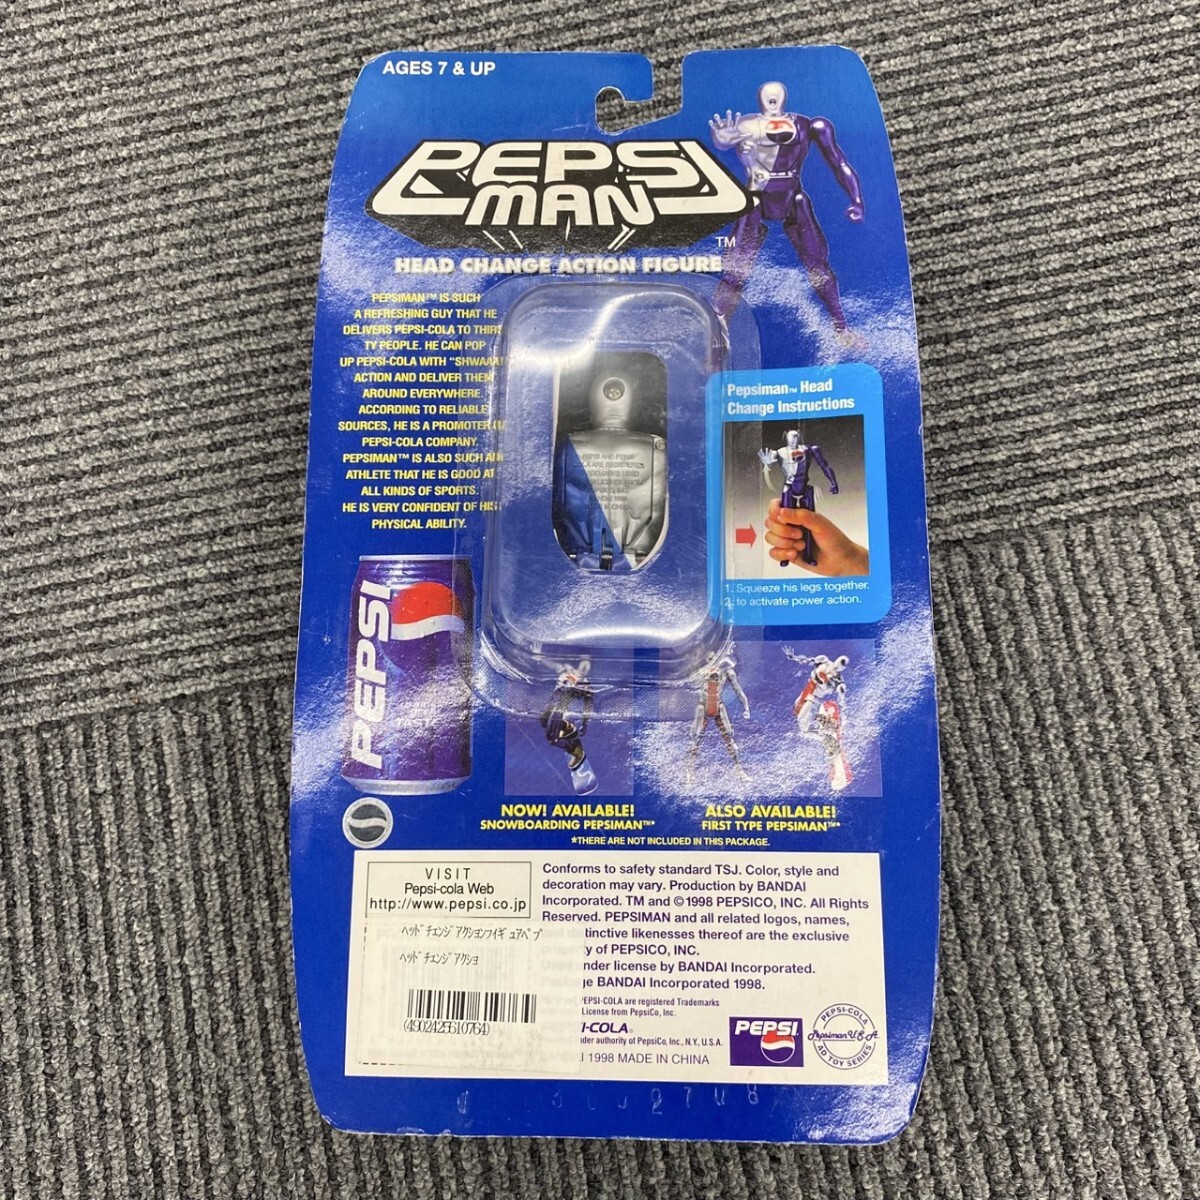 AGES 7 & UP
PEPSI
MAN
TM
HEAD CHANGE ACTION FIGURE
PEPSIMAN™ IS SUCH
A REFRESHING GUY THAT HE
DELIVERS PEPSI-COLA TO THIRS
TY PEOPLE. HE CAN POP
UP PEPSI-COLA WITH "SHWAAA!
ACTION AND DELIVER THEM
AROUND EVERYWHERE.
ACCORDING TO RELIABLE
SOURCES, HE IS A PROMOTER
PEPSI-COLA COMPANY.
PEPSIMAN™ IS ALSO SUCH AN
ATHLETE THAT HE IS GOOD AT
ALL KINDS OF SPORTS.
HE IS VERY CONFIDENT OF HIS
PHYSICAL ABILITY.
Pepsiman™ Head
Change Instructions
1. Squeeze his legs together.
2. to activate power action.
PEPSI
TASTE
NOW! AVAILABLE!
SNOWBOARDING PEPSIMAN™*
ALSO AVAILABLE!
FIRST TYPE PEPSIMAN™*
*THERE ARE NOT INCLUDED IN THIS PACKAGE.
VISIT
Pepsi-cola Web
http://www.pepsi.co.jp
ﾍｯﾄﾞﾁｪﾝｼﾞｱｸｼｮﾝﾌｨｷﾞｭｱﾍﾟﾌﾟ
ﾍｯﾄﾞﾁｪﾝｼﾞｱｸｼｮ
(4902425610764)
Conforms to safety standard TSJ. Color, style and
decoration may vary. Production by BANDAI
Incorporated. TM and ©1998 PEPSICO, INC. All Rights
Reserved. PEPSIMAN and all related logos, names,
and distinctive likenesses thereof are the exclusive
of PEPSICO, INC.
under license by BANDAI Incorporated.
BANDAI Incorporated 1998.
PEPSI-COLA are registered Trademarks
License from PepsiCo, Inc.
I-COLA®
authority of PepsiCo, Inc., N.Y., U.S.A.
1998 MADE IN CHINA
PEPSI
PEPSI-COLA
Pepsiman U.S.A.
AD TOY SERIES